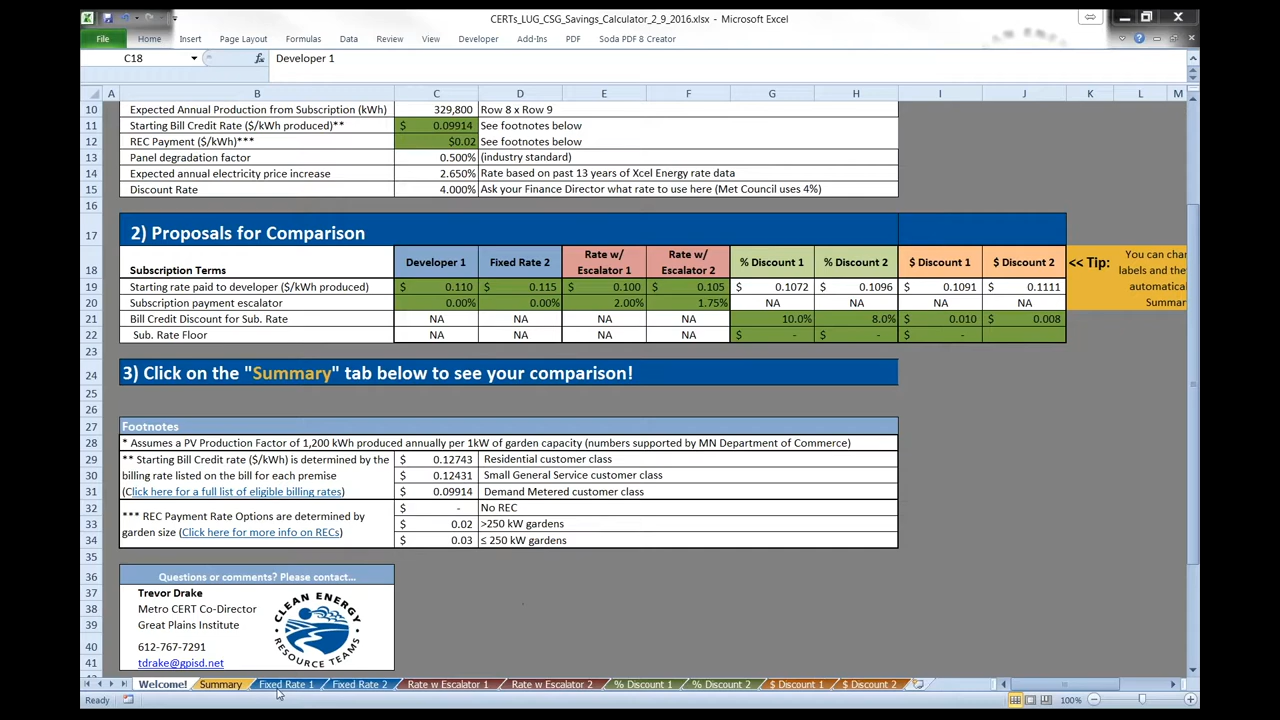 CERTs_LUG_CSG_Savings_Calculator_2_9_2016.xlsx - Microsoft Excel
File Home Insert Page Layout Formulas Data Review View Developer Add-Ins PDF Soda PDF 8 Creator
C18 fx Developer 1
A B C D E F G H I J K L M
10 Expected Annual Production from Subscription (kWh) 329,800 Row 8 x Row 9
11 Starting Bill Credit Rate ($/kWh produced)** $ 0.09914 See footnotes below
12 REC Payment ($/kWh)*** $0.02 See footnotes below
13 Panel degradation factor 0.500% (industry standard)
14 Expected annual electricity price increase 2.650% Rate based on past 13 years of Xcel Energy rate data
15 Discount Rate 4.000% Ask your Finance Director what rate to use here (Met Council uses 4%)
16
17 2) Proposals for Comparison
18 Subscription Terms Developer 1 Fixed Rate 2 Rate w/ Escalator 1 Rate w/ Escalator 2 % Discount 1 % Discount 2 $ Discount 1 $ Discount 2 << Tip: You can chan
labels and the
automatical
Summar
19 Starting rate paid to developer ($/kWh produced) $ 0.110 $ 0.115 $ 0.100 $ 0.105 $ 0.1072 $ 0.1096 $ 0.1091 $ 0.1111
20 Subscription payment escalator 0.00% 0.00% 2.00% 1.75% NA NA NA NA
21 Bill Credit Discount for Sub. Rate NA NA NA NA 10.0% 8.0% $ 0.010 $ 0.008
22 Sub. Rate Floor NA NA NA NA $ - $ - $ -
23
24 3) Click on the "Summary" tab below to see your comparison!
25
26
27 Footnotes
28 * Assumes a PV Production Factor of 1,200 kWh produced annually per 1kW of garden capacity (numbers supported by MN Department of Commerce)
29 ** Starting Bill Credit rate ($/kWh) is determined by the $ 0.12743 Residential customer class
30 billing rate listed on the bill for each premise $ 0.12431 Small General Service customer class
31 (Click here for a full list of eligible billing rates) $ 0.09914 Demand Metered customer class
32 $ - No REC
*** REC Payment Rate Options are determined by
33 $ 0.02 >250 kW gardens
garden size (Click here for more info on RECs)
34 $ 0.03 ≤ 250 kW gardens
35
36 Questions or comments? Please contact...
37 Trevor Drake
38 Metro CERT Co-Director
39 Great Plains Institute
40 612-767-7291
41 tdrake@gpisd.net
CLEAN ENERGY RESOURCE TEAMS
Welcome! Summary Fixed Rate 1 Fixed Rate 2 Rate w Escalator 1 Rate w Escalator 2 % Discount 1 % Discount 2 $ Discount 1 $ Discount 2
Ready 100%